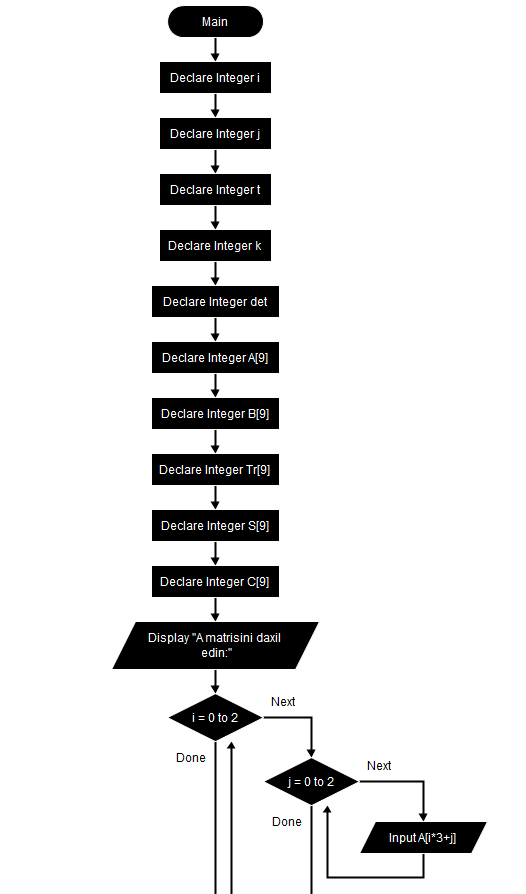 Main
Declare Integer i
Declare Integer j
Declare Integer t
Declare Integer k
Declare Integer det
Declare Integer A[9]
Declare Integer B[9]
Declare Integer Tr[9]
Declare Integer S[9]
Declare Integer C[9]
Display "A matrisini daxil
edin:"
i = 0 to 2
Next
Done
j = 0 to 2
Next
Done
Input A[i*3+j]